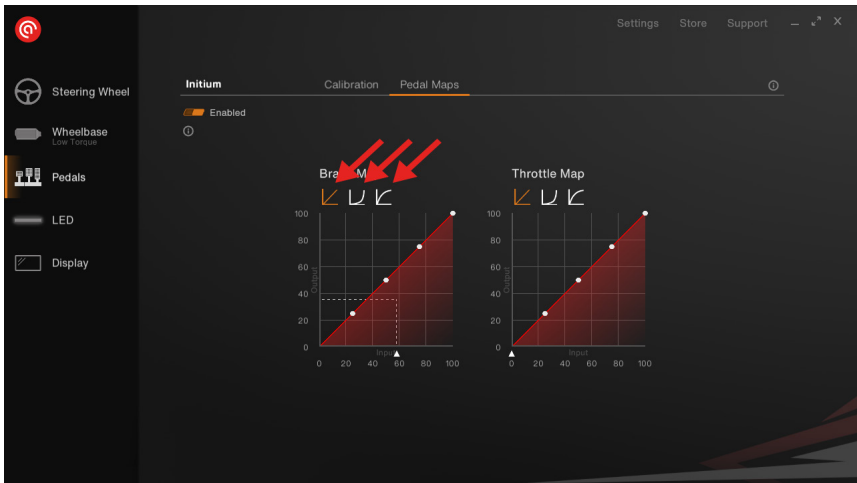 Settings Store Support
Steering Wheel
Wheelbase
Low Torque
Pedals
LED
Display
Initium Calibration Pedal Maps
Enabled
Throttle Map
100
80
60
40
20
0
Output
Input
0 20 40 60 80 100
100
80
60
40
20
0
Output
Input
0 20 40 60 80 100